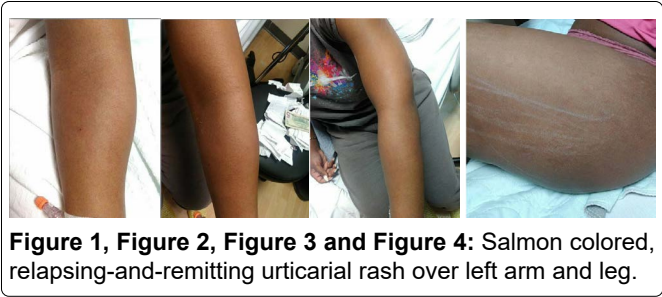 Figure 1, Figure 2, Figure 3 and Figure 4: Salmon colored,
relapsing-and-remitting urticarial rash over left arm and leg.